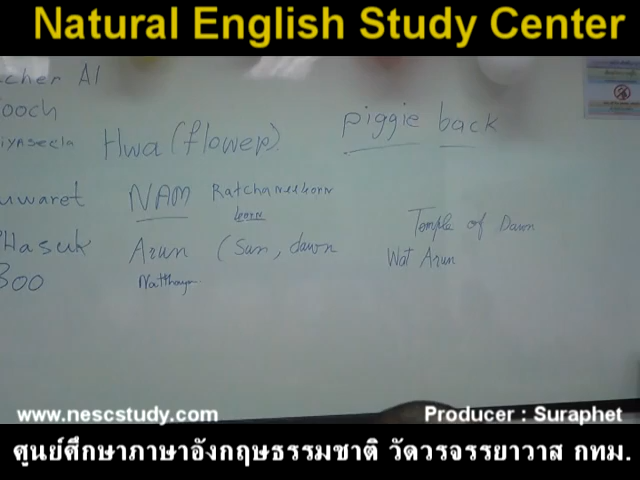 Natural English Study Center
cher Al
ooch
iynseela
Hwa (flower)
piggie back
uwaret
NAM
Ratchaneekorn
korn
Temple of Dawn
Hasuk
Arun (Sun, dawn
Wat Arun
Boo
www.nescstudy.com
Producer : Suraphet
ศูนย์ศึกษาภาษาอังกฤษธรรมชาติ วัดวรจรรยาวาส กทม.